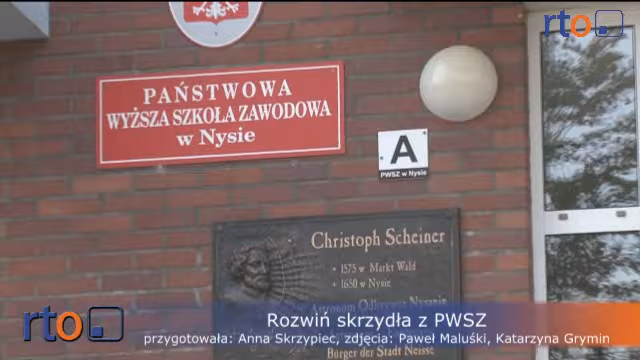 rto.
PAŃSTWOWA
WYŻSZA SZKOŁA ZAWODOWA
w Nysie
A
PWSZ w Nysie
Christoph Scheiner
* 1575 w Markt Wald
+ 1650 w Nysie
rto.
Rozwiń skrzydła z PWSZ
przygotowała: Anna Skrzypiec, zdjęcia: Paweł Maluśki, Katarzyna Grymin
Bürger der Stadt Neisse